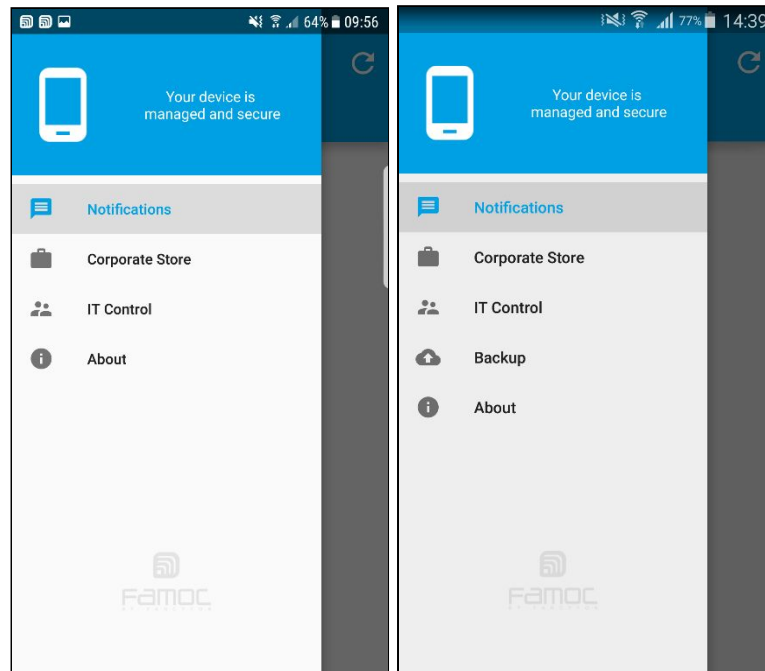 64% 09:56
Your device is
managed and secure
Notifications
Corporate Store
IT Control
About
Famoc
77% 14:39
Your device is
managed and secure
Notifications
Corporate Store
IT Control
Backup
About
Famoc